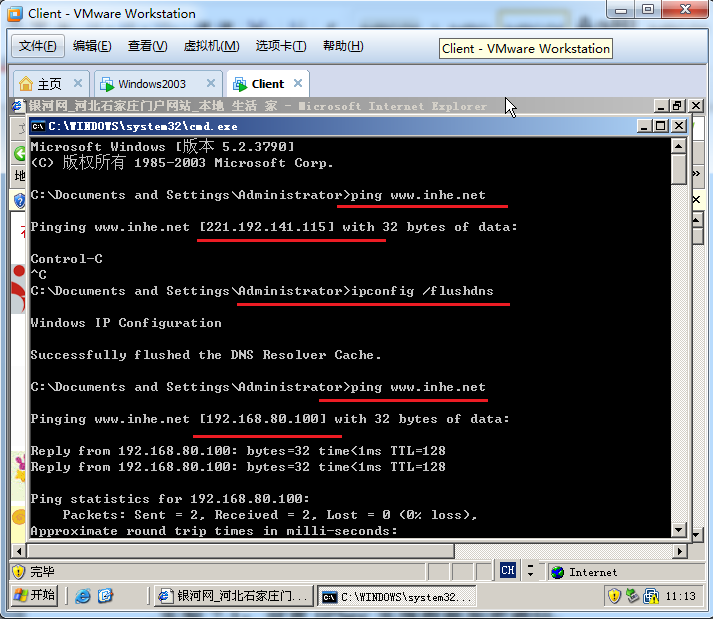 Client - VMware Workstation
文件(F) 编辑(E) 查看(V) 虚拟机(M) 选项卡(T) 帮助(H)
Client - VMware Workstation
主页 Windows2003 Client
银河网_河北石家庄门户网站_本地 生活 家 - Microsoft Internet Explorer
C:\WINDOWS\system32\cmd.exe
Microsoft Windows [版本 5.2.3790]
(C) 版权所有 1985-2003 Microsoft Corp.
C:\Documents and Settings\Administrator>ping www.inhe.net
Pinging www.inhe.net [221.192.141.115] with 32 bytes of data:
Control-C
^C
C:\Documents and Settings\Administrator>ipconfig /flushdns
Windows IP Configuration
Successfully flushed the DNS Resolver Cache.
C:\Documents and Settings\Administrator>ping www.inhe.net
Pinging www.inhe.net [192.168.80.100] with 32 bytes of data:
Reply from 192.168.80.100: bytes=32 time<1ms TTL=128
Reply from 192.168.80.100: bytes=32 time<1ms TTL=128
Ping statistics for 192.168.80.100:
Packets: Sent = 2, Received = 2, Lost = 0 (0% loss),
Approximate round trip times in milli-seconds:
完毕 CH Internet
开始 银河网_河北石家庄门... C:\WINDOWS\system32... 11:13